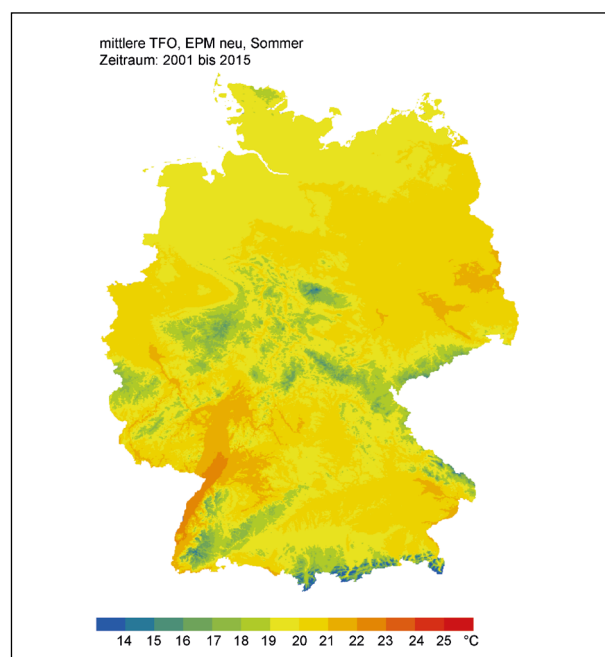 mittlere TFO, EPM neu, Sommer
Zeitraum: 2001 bis 2015
14 15 16 17 18 19 20 21 22 23 24 25 °C